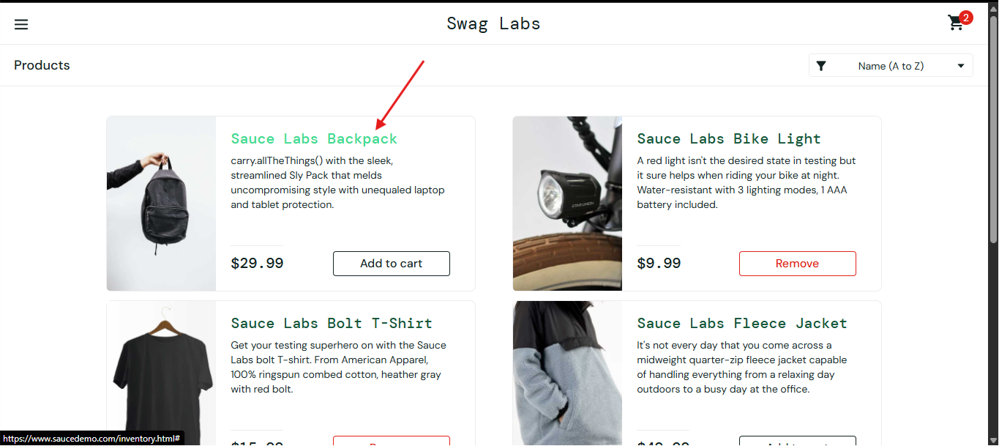 Swag Labs
2
Products
Name (A to Z)
Sauce Labs Backpack
carry.allTheThings() with the sleek,
streamlined Sly Pack that melds
uncompromising style with unequaled laptop
and tablet protection.
$29.99
Add to cart
Sauce Labs Bike Light
A red light isn't the desired state in testing but
it sure helps when riding your bike at night.
Water-resistant with 3 lighting modes, 1 AAA
battery included.
$9.99
Remove
STAR UNION
Sauce Labs Bolt T-Shirt
Get your testing superhero on with the Sauce
Labs bolt T-shirt. From American Apparel,
100% ringspun combed cotton, heather gray
with red bolt.
Sauce Labs Fleece Jacket
It's not every day that you come across a
midweight quarter-zip fleece jacket capable
of handling everything from a relaxing day
outdoors to a busy day at the office.
https://www.saucedemo.com/inventory.html#